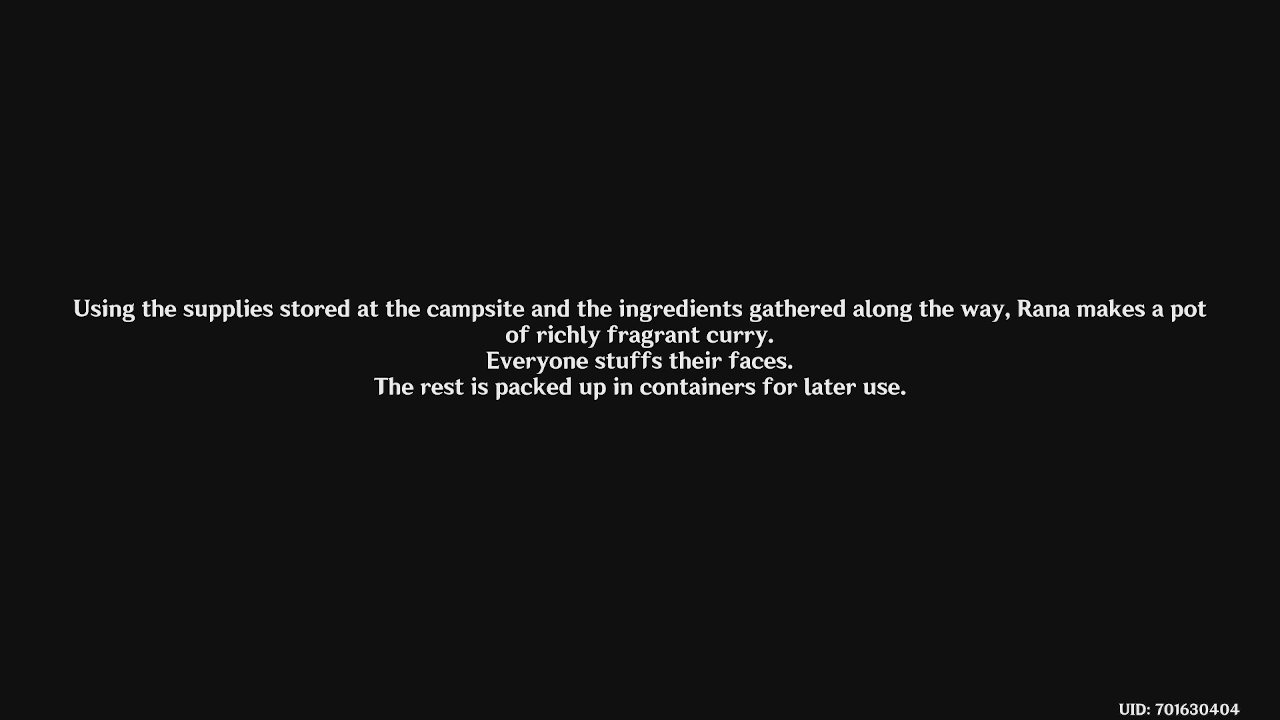 Using the supplies stored at the campsite and the ingredients gathered along the way, Rana makes a pot
of richly fragrant curry.
Everyone stuffs their faces.
The rest is packed up in containers for later use.
UID: 701630404